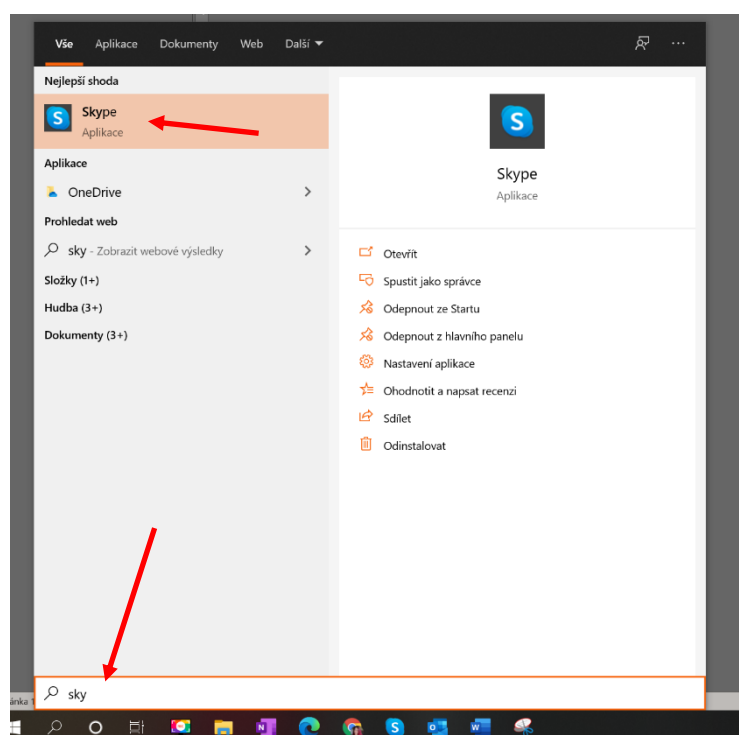 Vše Aplikace Dokumenty Web Další
Nejlepší shoda
Skype
Aplikace
Aplikace
OneDrive
Prohledat web
sky - Zobrazit webové výsledky
Složky (1+)
Hudba (3+)
Dokumenty (3+)
Skype
Aplikace
Otevřít
Spustit jako správce
Odepnout ze Startu
Odepnout z hlavního panelu
Nastavení aplikace
Ohodnotit a napsat recenzi
Sdílet
Odinstalovat
sky